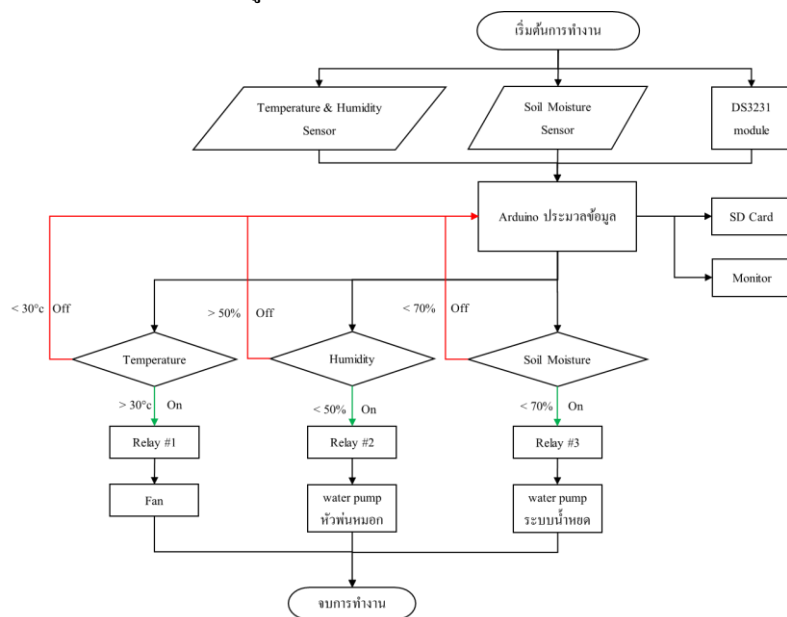 เริ่มต้นการทำงาน
Temperature & Humidity
Sensor
Soil Moisture
Sensor
DS3231
module
Arduino ประมวลข้อมูล
SD Card
Monitor
< 30°c Off
> 50% Off
< 70% Off
Temperature
Humidity
Soil Moisture
> 30°c On
< 50% On
< 70% On
Relay #1
Relay #2
Relay #3
Fan
water pump
หัวพ่นหมอก
water pump
ระบบน้ำหยด
จบการทำงาน